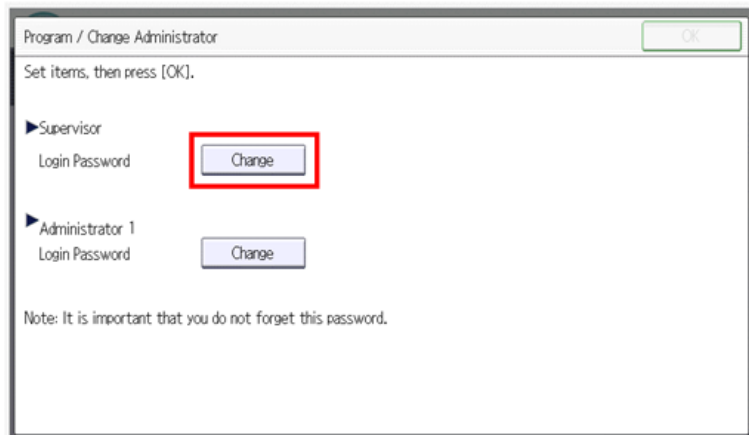 Program / Change Administrator
OK
Set items, then press [OK].
▶Supervisor
Login Password Change
▶Administrator 1
Login Password Change
Note: It is important that you do not forget this password.